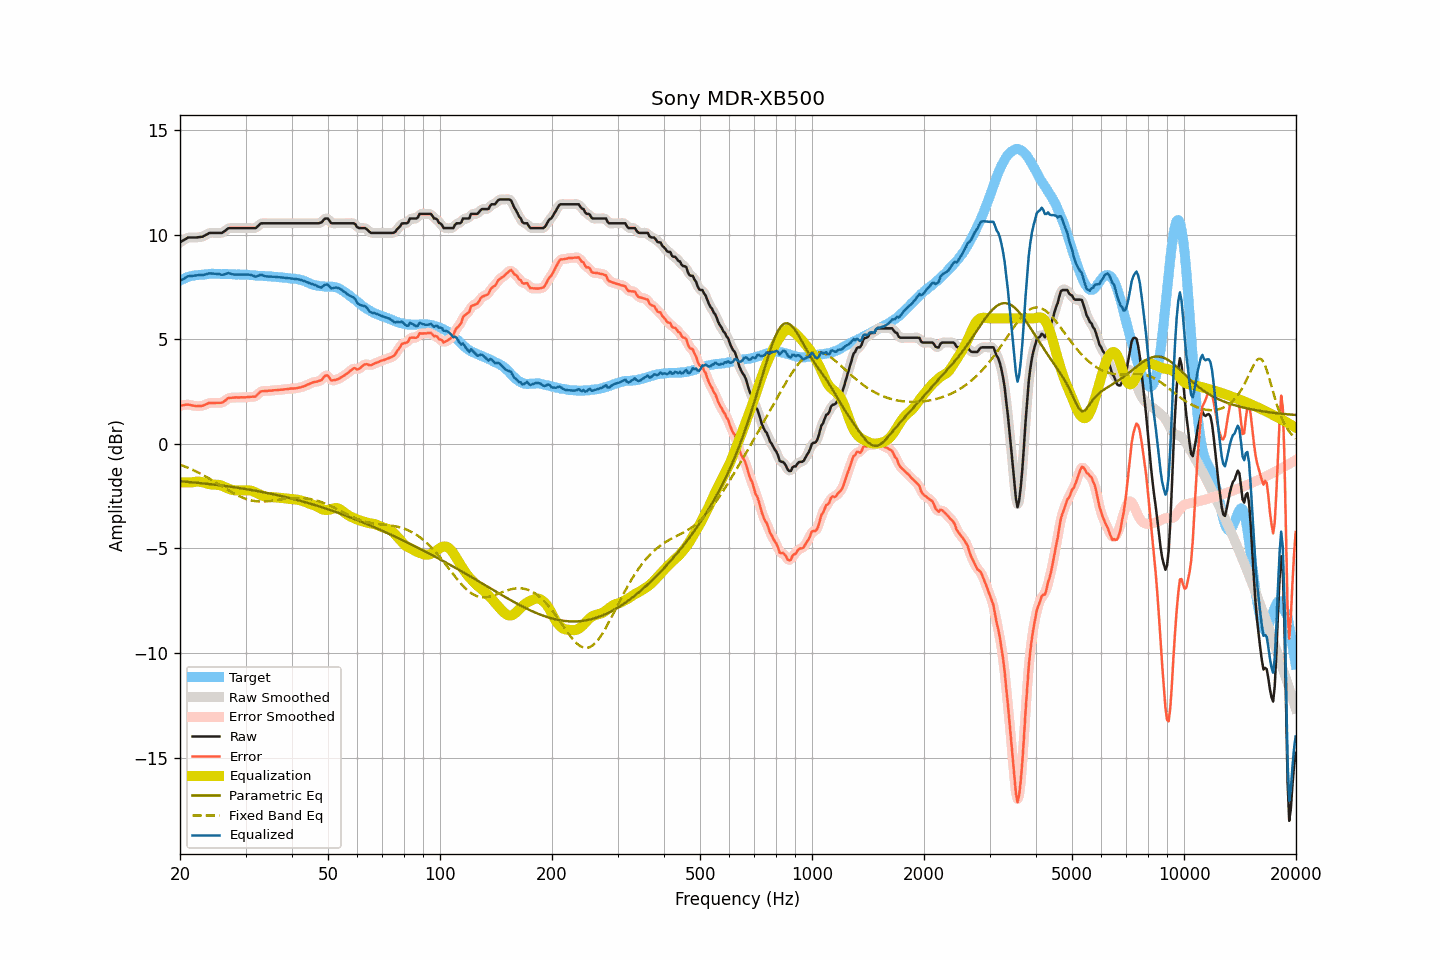 Sony MDR-XB500
15
10
5
0
−5
−10
−15
Amplitude (dBr)
Target
Raw Smoothed
Error Smoothed
Raw
Error
Equalization
Parametric Eq
Fixed Band Eq
Equalized
20 50 100 200 500 1000 2000 5000 10000 20000
Frequency (Hz)